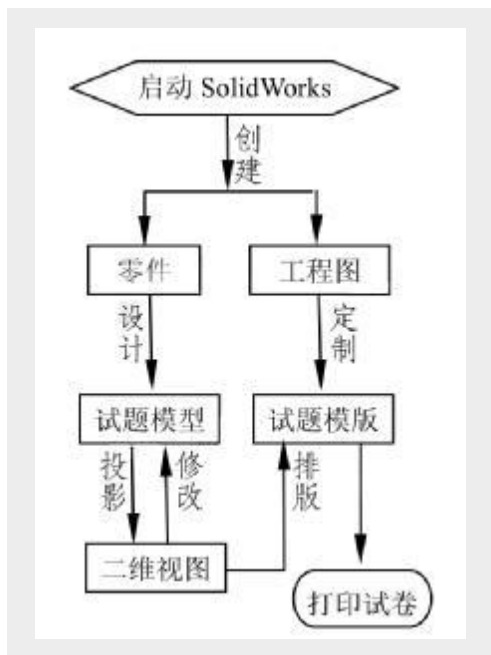 启动 SolidWorks
创
建
零件
工程图
设
计
定
制
试题模型
试题模版
投
影
修
改
排
版
二维视图
打印试卷